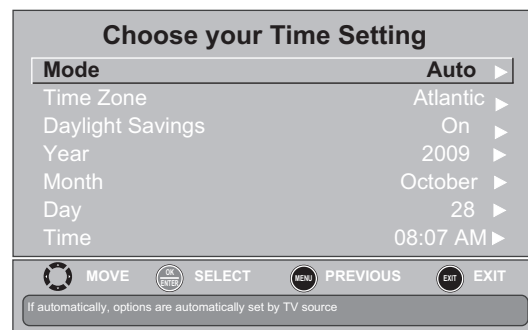 Choose your Time Setting
Mode Auto
Time Zone Atlantic
Daylight Savings On
Year 2009
Month October
Day 28
Time 08:07 AM
MOVE OK ENTER SELECT MENU PREVIOUS EXIT EXIT
If automatically, options are automatically set by TV source